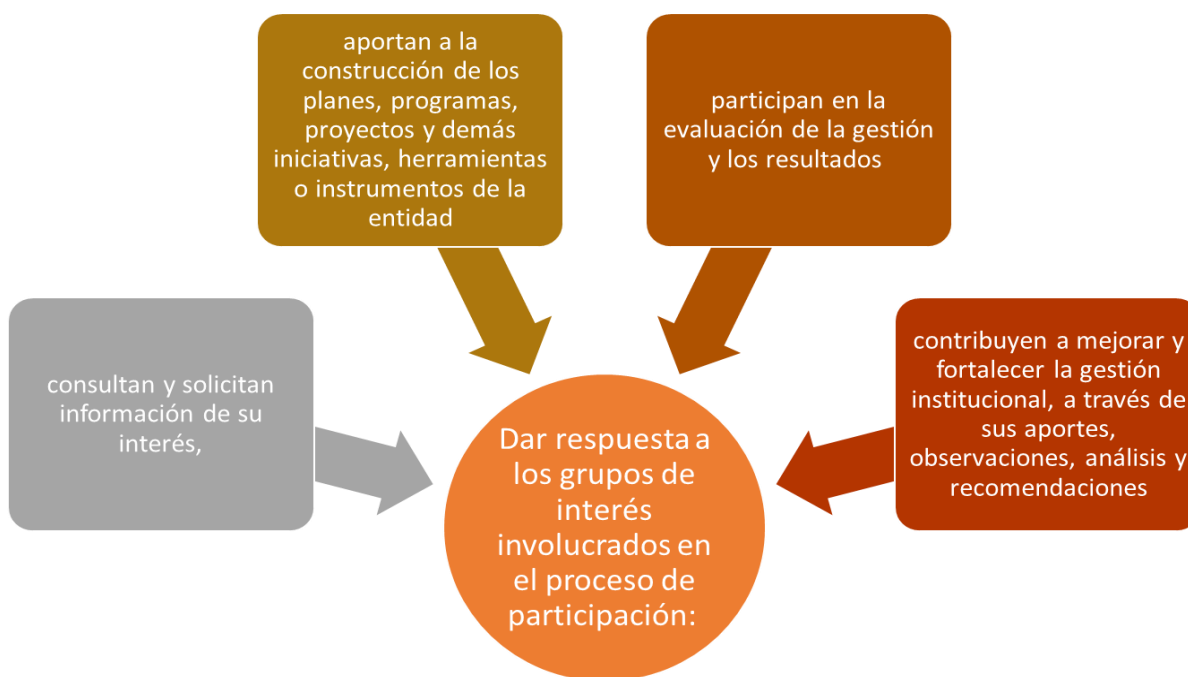 aportan a la
construcción de los
planes, programas,
proyectos y demás
iniciativas, herramientas
o instrumentos de la
entidad
participan en la
evaluación de la gestión
y los resultados
consultan y solicitan
información de su
interés,
contribuyen a mejorar y
fortalecer la gestión
institucional, a través de
sus aportes,
observaciones, análisis y
recomendaciones
Dar respuesta a
los grupos de
interés
involucrados en
el proceso de
participación: